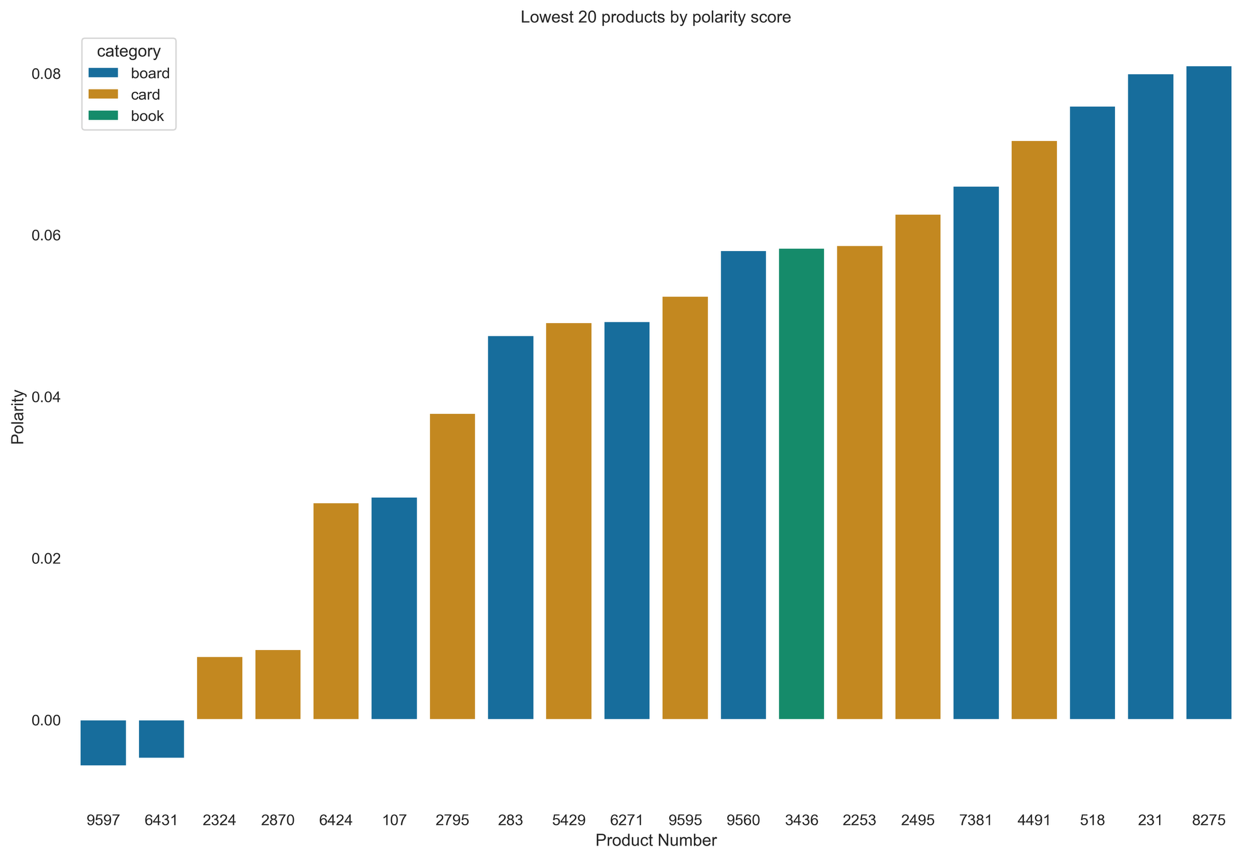 Lowest 20 products by polarity score
category
board
card
book
0.08
0.06
0.04
0.02
0.00
Polarity
9597 6431 2324 2870 6424 107 2795 283 5429 6271 9595 9560 3436 2253 2495 7381 4491 518 231 8275
Product Number